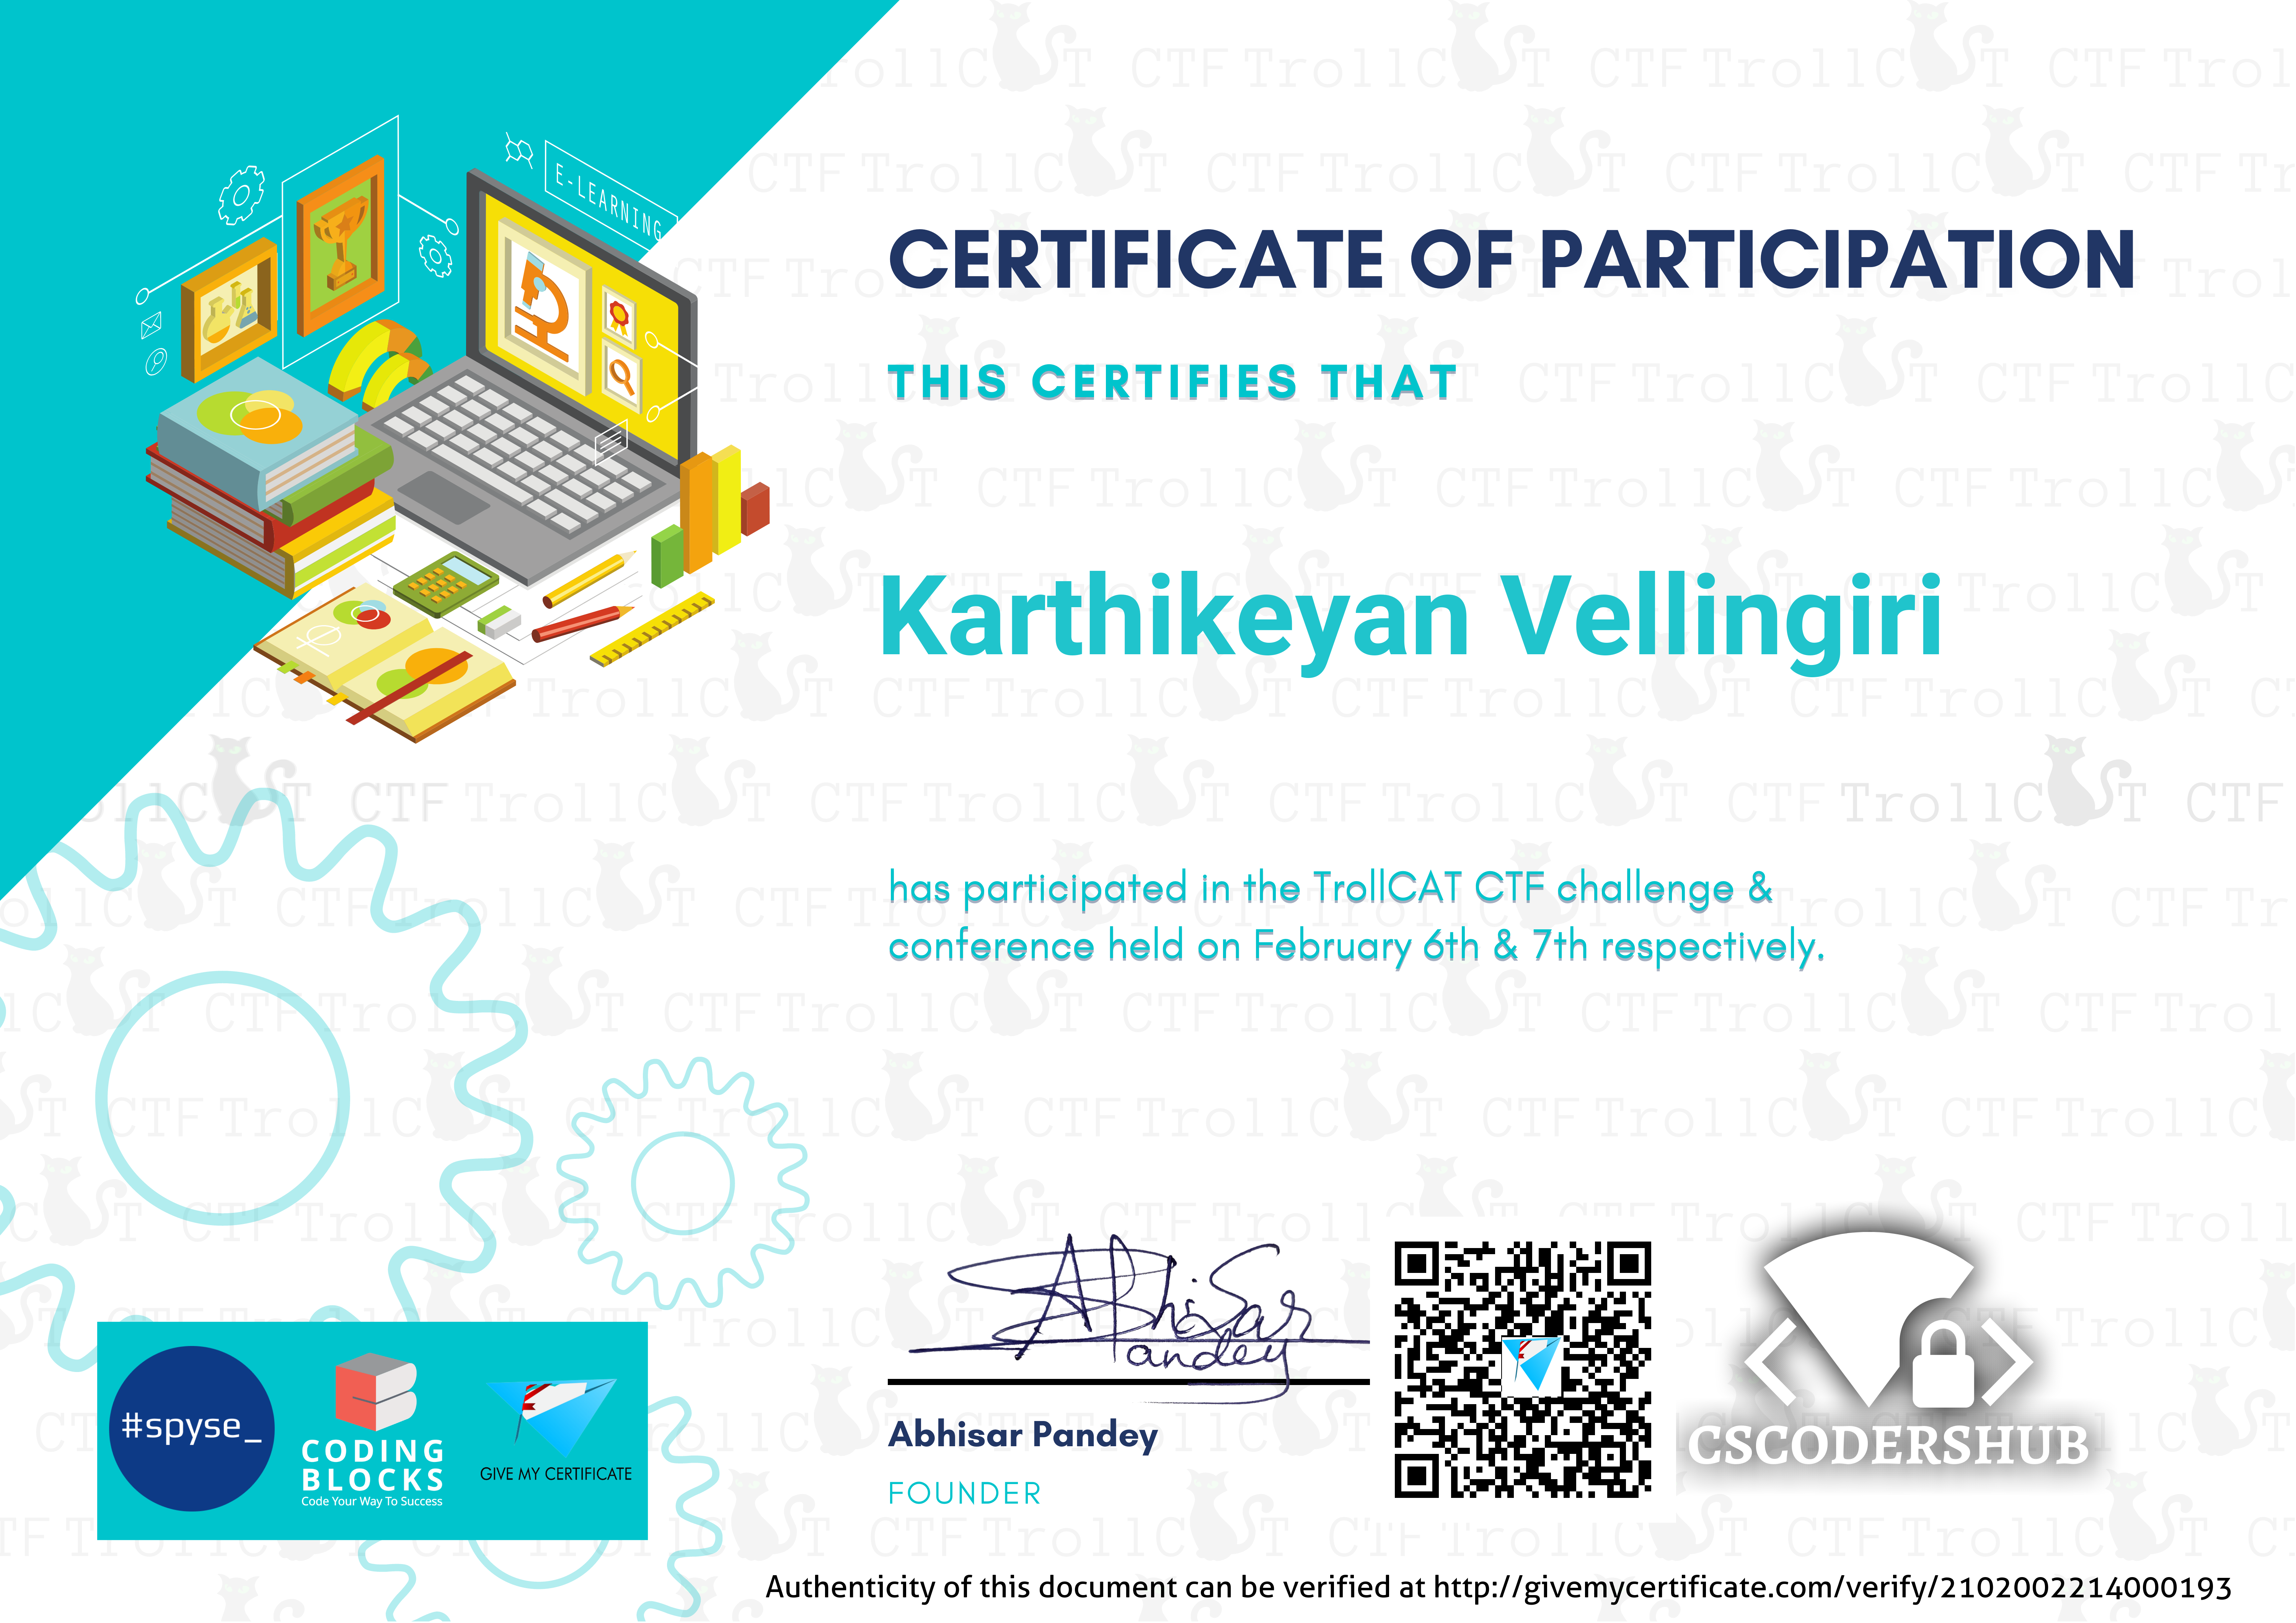 E-LEARNING
CERTIFICATE OF PARTICIPATION
THIS CERTIFIES THAT
Karthikeyan Vellingiri
has participated in the TrollCAT CTF challenge &
conference held on February 6th & 7th respectively.
AbhiSar
Pandey
Abhisar Pandey
FOUNDER
#spyse_
CODING
BLOCKS
Code Your Way To Success
GIVE MY CERTIFICATE
CSCODERSHUB
Authenticity of this document can be verified at http://givemycertificate.com/verify/2102002214000193